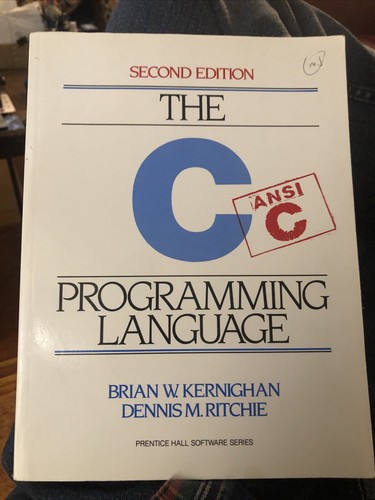 SECOND EDITION
THE
C
ANSI
C
PROGRAMMING
LANGUAGE
BRIAN W. KERNIGHAN
DENNIS M. RITCHIE
PRENTICE HALL SOFTWARE SERIES